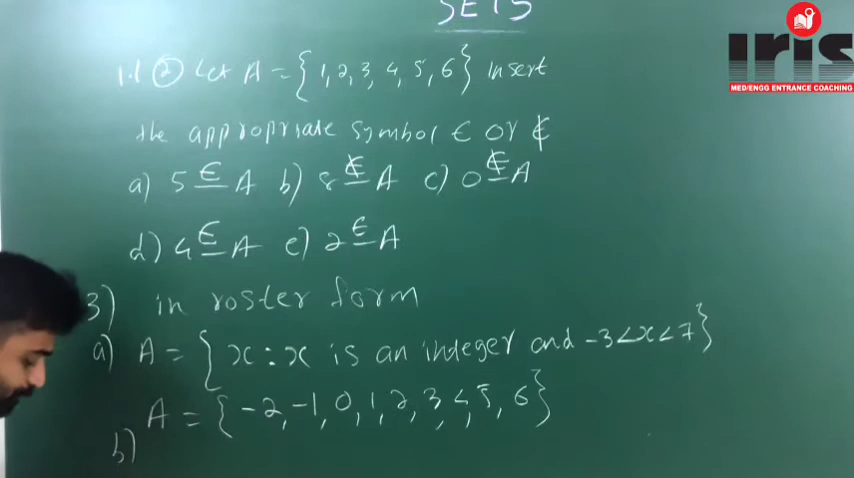 SETS
IRIS
MED/ENGG ENTRANCE COACHING
1.1 ② Let A = {1,2,3,4,5,6} insert
the appropriate symbol ∈ or ∉
a) 5 ∈ A b) 8 ∉ A c) 0 ∉ A
d) 4 ∈ A e) 2 ∈ A
3) in roster form
a) A = {x : x is an integer and -3<x<7}
A = {-2,-1,0,1,2,3,4,5,6}
b)